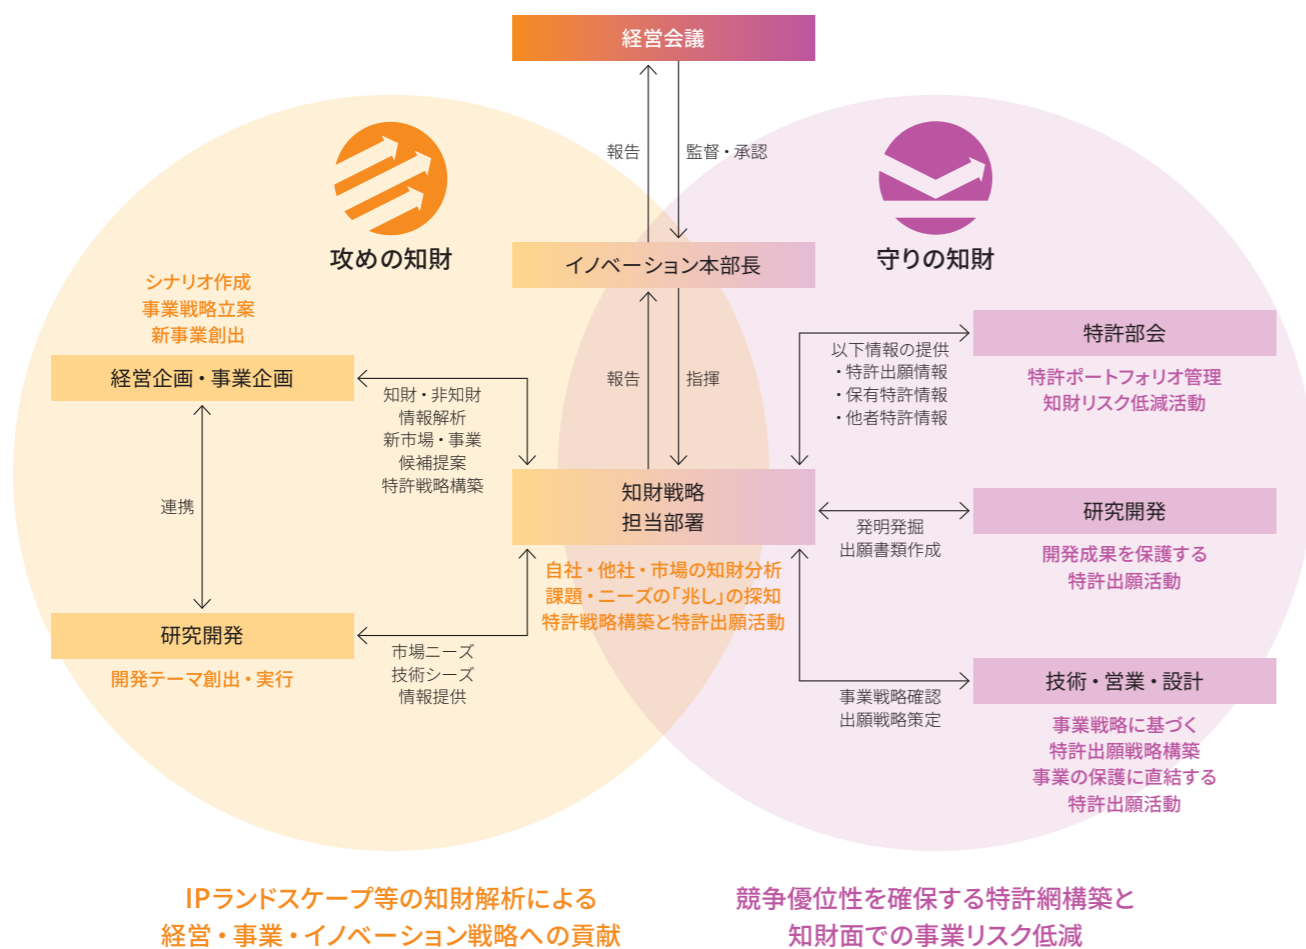 経営会議
報告
監督・承認
攻めの知財
イノベーション本部長
守りの知財
シナリオ作成
事業戦略立案
新事業創出
経営企画・事業企画
知財・非知財
情報解析
新市場・事業
候補提案
特許戦略構築
報告
指揮
以下情報の提供
・特許出願情報
・保有特許情報
・他者特許情報
特許部会
特許ポートフォリオ管理
知財リスク低減活動
連携
知財戦略
担当部署
自社・他社・市場の知財分析
課題・ニーズの「兆し」の探知
特許戦略構築と特許出願活動
発明発掘
出願書類作成
研究開発
開発成果を保護する
特許出願活動
研究開発
開発テーマ創出・実行
市場ニーズ
技術シーズ
情報提供
事業戦略確認
出願戦略策定
技術・営業・設計
事業戦略に基づく
特許出願戦略構築
事業の保護に直結する
特許出願活動
IPランドスケープ等の知財解析による
経営・事業・イノベーション戦略への貢献
競争優位性を確保する特許網構築と
知財面での事業リスク低減